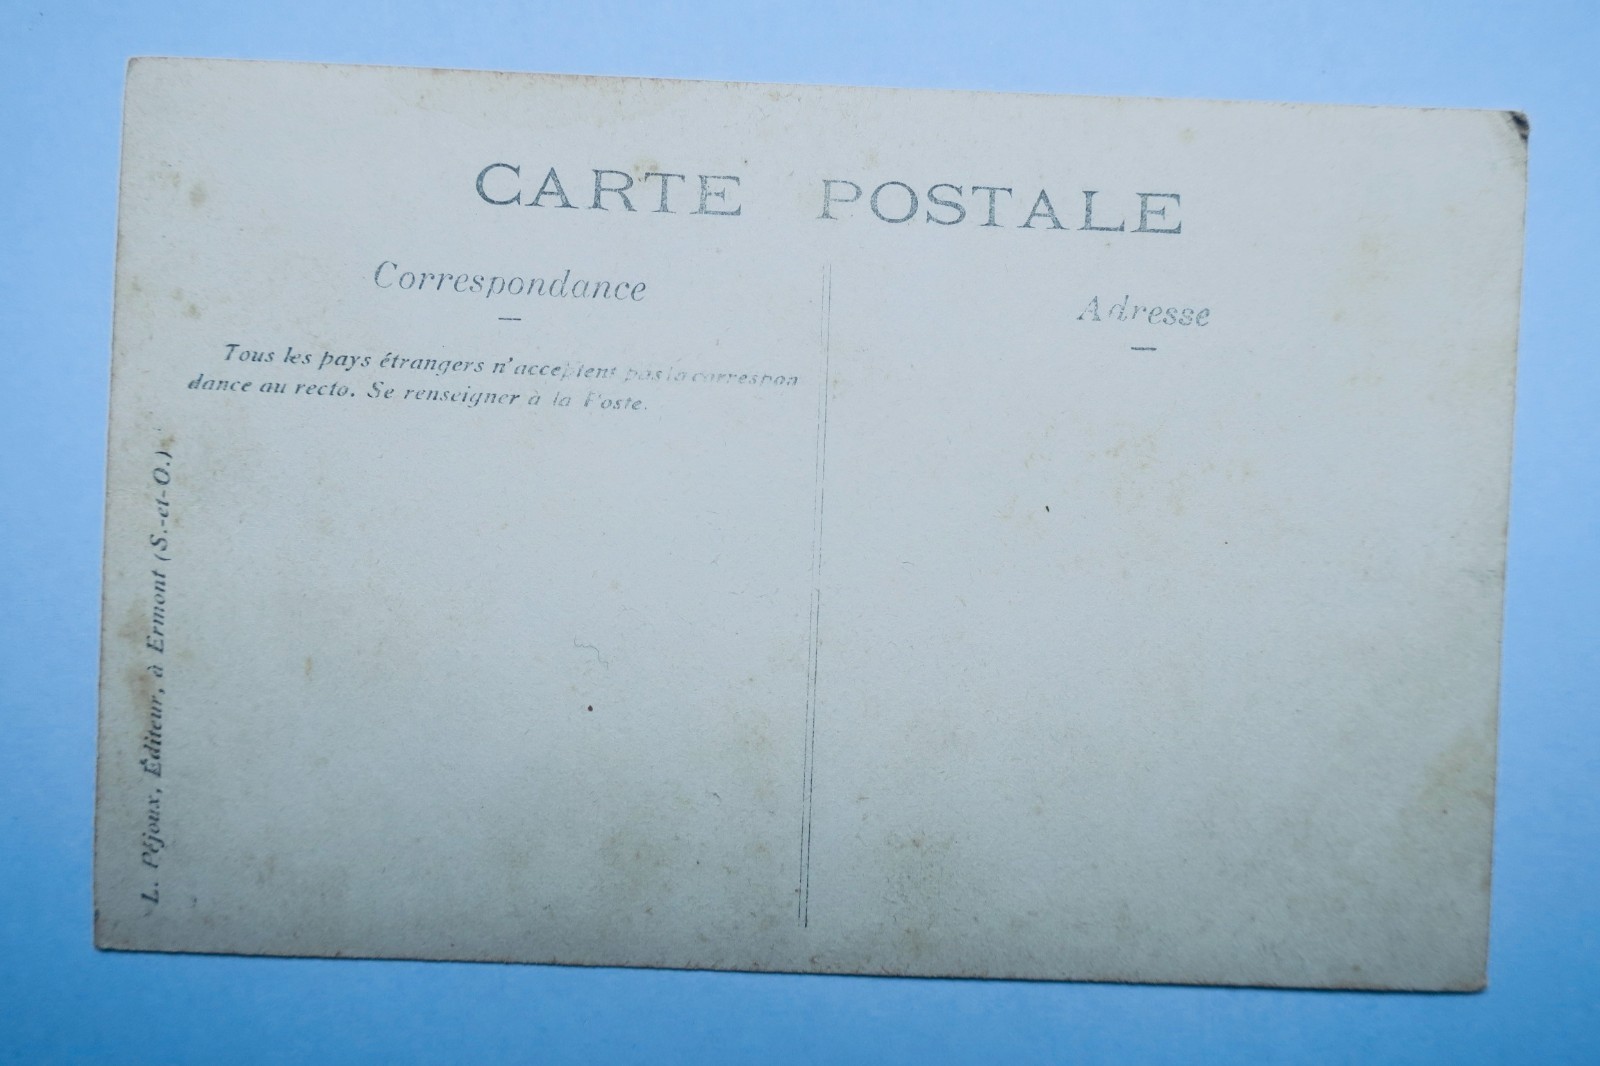 CARTE POSTALE
Correspondance
Adresse
Tous les pays étrangers n'acceptent pas la correspon
dance au recto. Se renseigner à la Poste.
L. Péjoux, Éditeur, à Ermont (S.-et-O.)